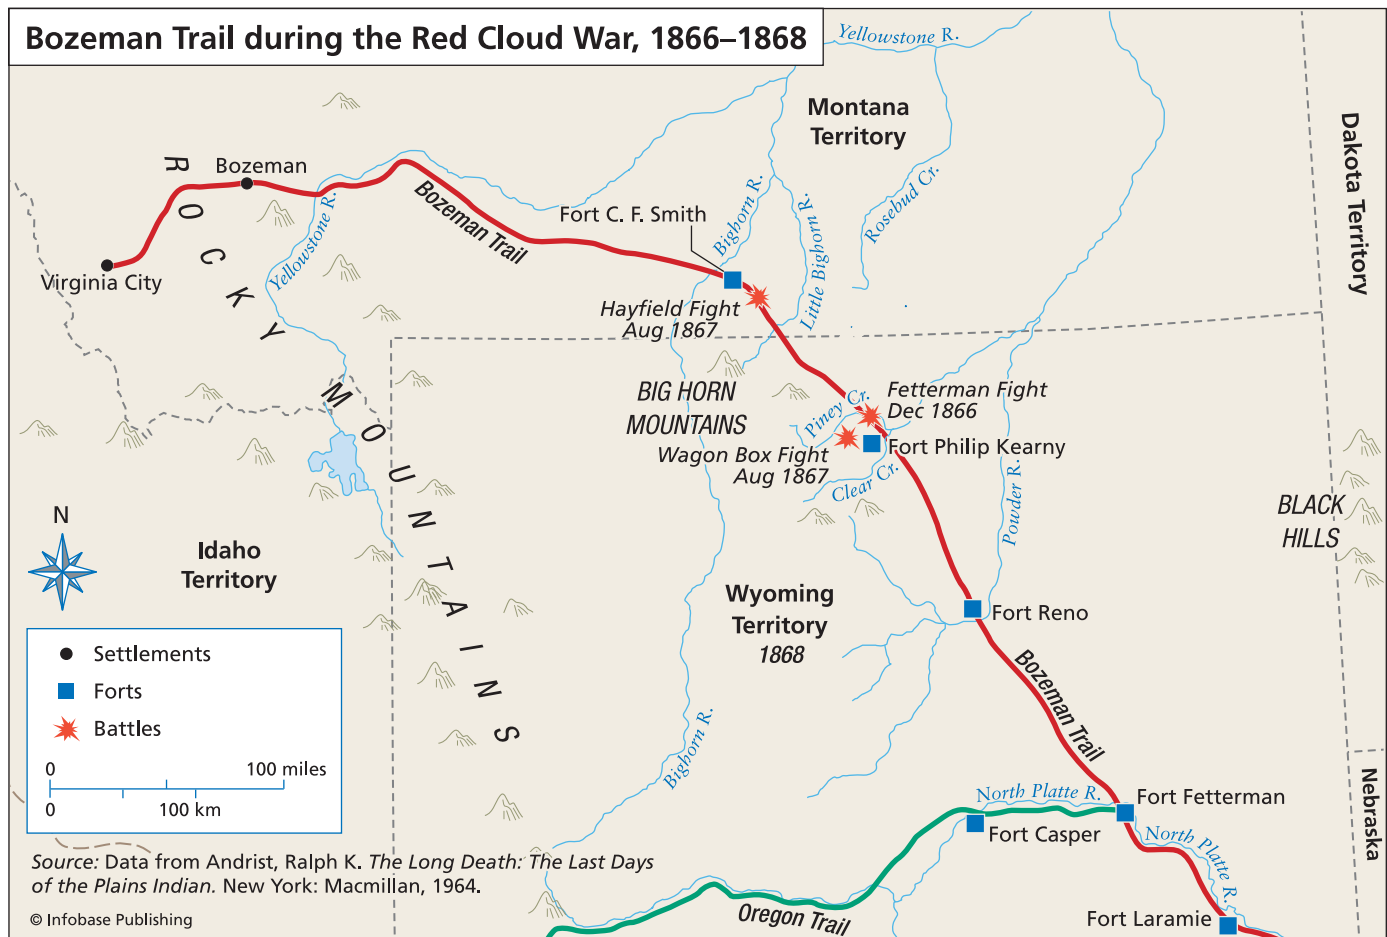 Bozeman Trail during the Red Cloud War, 1866–1868
Yellowstone R.
Montana
Territory
Dakota Territory
ROCKY MOUNTAINS
Bozeman
Virginia City
Yellowstone R.
Bozeman Trail
Fort C. F. Smith
Bighorn R.
Little Bighorn R.
Rosebud Cr.
Hayfield Fight
Aug 1867
BIG HORN
MOUNTAINS
Piney Cr.
Fetterman Fight
Dec 1866
Fort Philip Kearny
Wagon Box Fight
Aug 1867
Clear Cr.
Powder R.
BLACK
HILLS
N
Idaho
Territory
Wyoming
Territory
1868
Fort Reno
Bozeman Trail
Bighorn R.
North Platte R.
Fort Fetterman
Fort Casper
North Platte R.
Nebraska
Oregon Trail
Fort Laramie
Settlements
Forts
Battles
0 100 miles
0 100 km
Source: Data from Andrist, Ralph K. The Long Death: The Last Days
of the Plains Indian. New York: Macmillan, 1964.
© Infobase Publishing